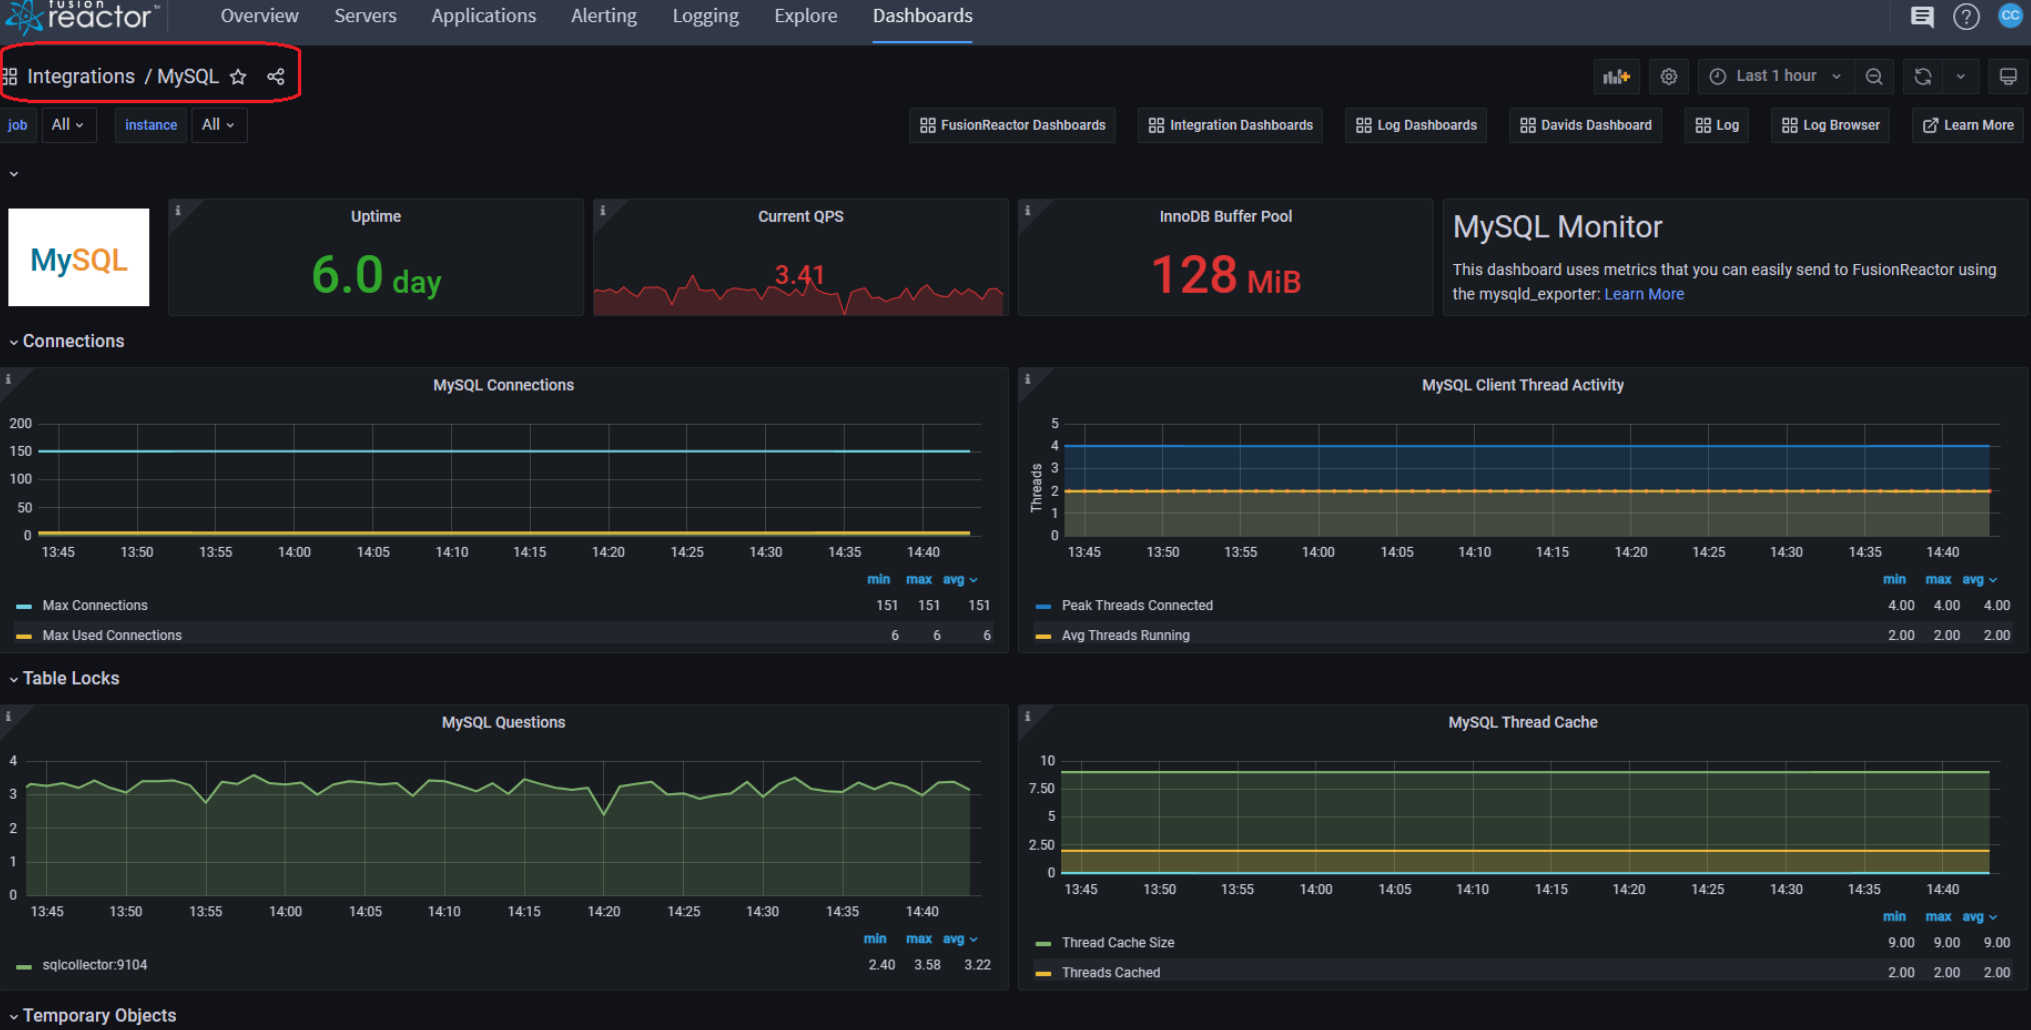 fusion
reactor
Overview Servers Applications Alerting Logging Explore Dashboards
CC
Integrations / MySQL
Last 1 hour
job All instance All
FusionReactor Dashboards Integration Dashboards Log Dashboards Davids Dashboard Log Log Browser Learn More
MySQL
Uptime
6.0 day
Current QPS
3.41
InnoDB Buffer Pool
128 MiB
MySQL Monitor
This dashboard uses metrics that you can easily send to FusionReactor using
the mysqld_exporter: Learn More
Connections
MySQL Connections
200
150
100
50
0
13:45 13:50 13:55 14:00 14:05 14:10 14:15 14:20 14:25 14:30 14:35 14:40
min max avg
Max Connections 151 151 151
Max Used Connections 6 6 6
MySQL Client Thread Activity
Threads
5
4
3
2
1
0
13:45 13:50 13:55 14:00 14:05 14:10 14:15 14:20 14:25 14:30 14:35 14:40
min max avg
Peak Threads Connected 4.00 4.00 4.00
Avg Threads Running 2.00 2.00 2.00
Table Locks
MySQL Questions
4
3
2
1
0
13:45 13:50 13:55 14:00 14:05 14:10 14:15 14:20 14:25 14:30 14:35 14:40
min max avg
sqlcollector:9104 2.40 3.58 3.22
MySQL Thread Cache
10
7.50
5
2.50
0
13:45 13:50 13:55 14:00 14:05 14:10 14:15 14:20 14:25 14:30 14:35 14:40
min max avg
Thread Cache Size 9.00 9.00 9.00
Threads Cached 2.00 2.00 2.00
Temporary Objects